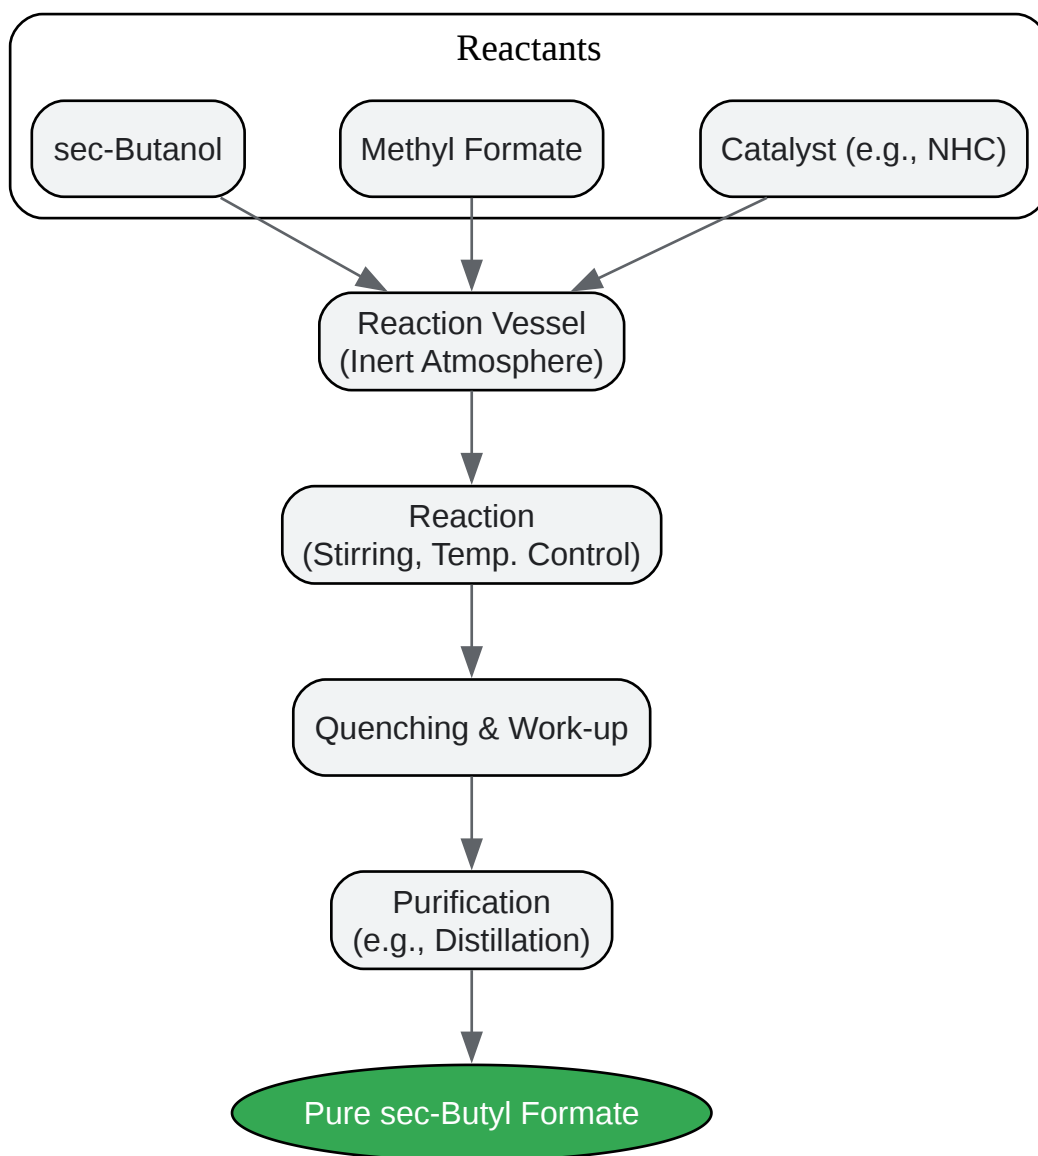 Reactants
sec-Butanol
Methyl Formate
Catalyst (e.g., NHC)
Reaction Vessel
(Inert Atmosphere)
Reaction
(Stirring, Temp. Control)
Quenching & Work-up
Purification
(e.g., Distillation)
Pure sec-Butyl Formate